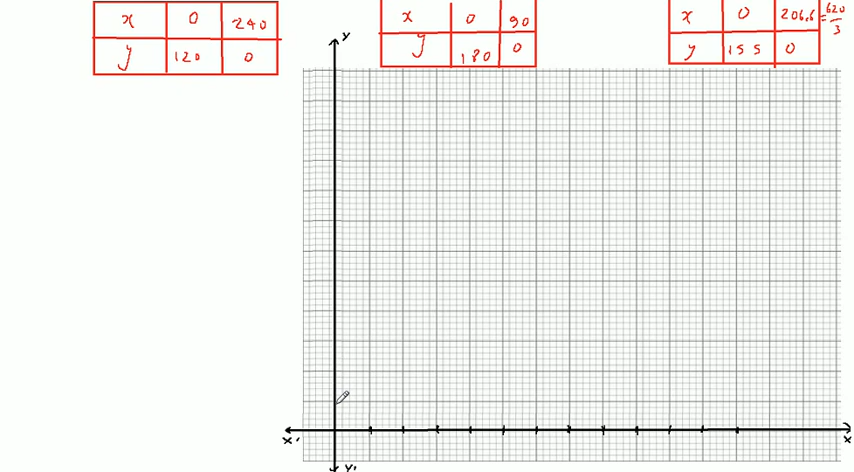 x 0 240
y 120 0
x 0 90
y 180 0
x 0 206.6 = 620/3
y 155 0
Y
X'
X
Y'